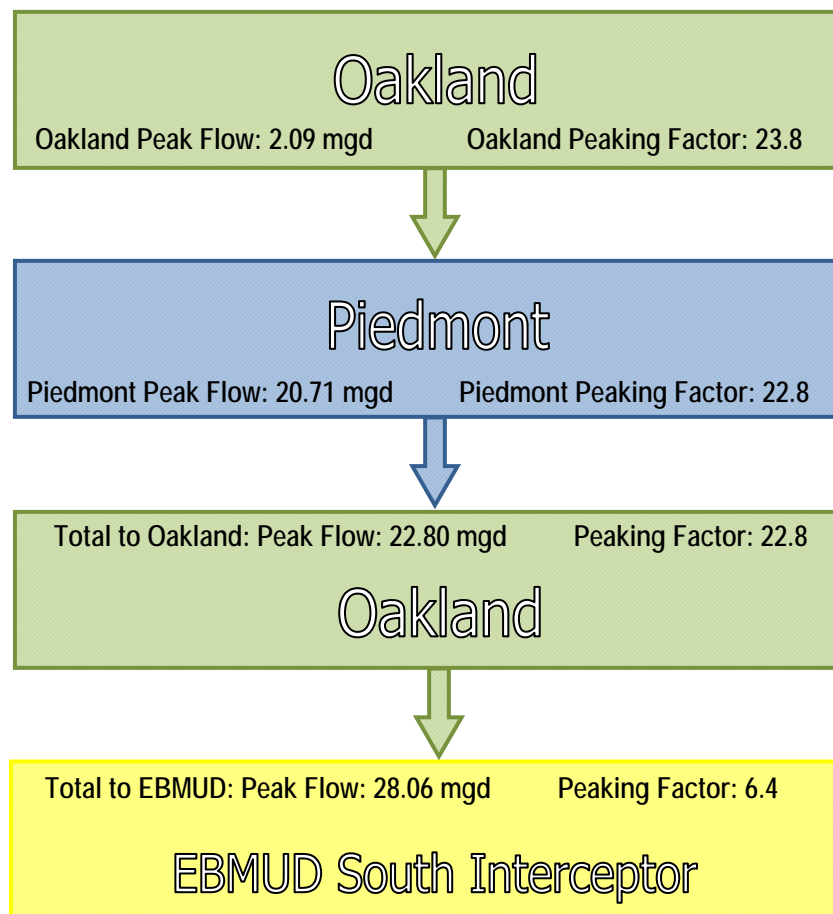 Oakland
Oakland Peak Flow: 2.09 mgd Oakland Peaking Factor: 23.8
Piedmont
Piedmont Peak Flow: 20.71 mgd Piedmont Peaking Factor: 22.8
Total to Oakland: Peak Flow: 22.80 mgd Peaking Factor: 22.8
Oakland
Total to EBMUD: Peak Flow: 28.06 mgd Peaking Factor: 6.4
EBMUD South Interceptor